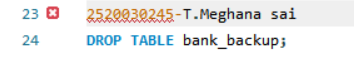 23 2520030245-T.Meghana sai
24 DROP TABLE bank_backup;